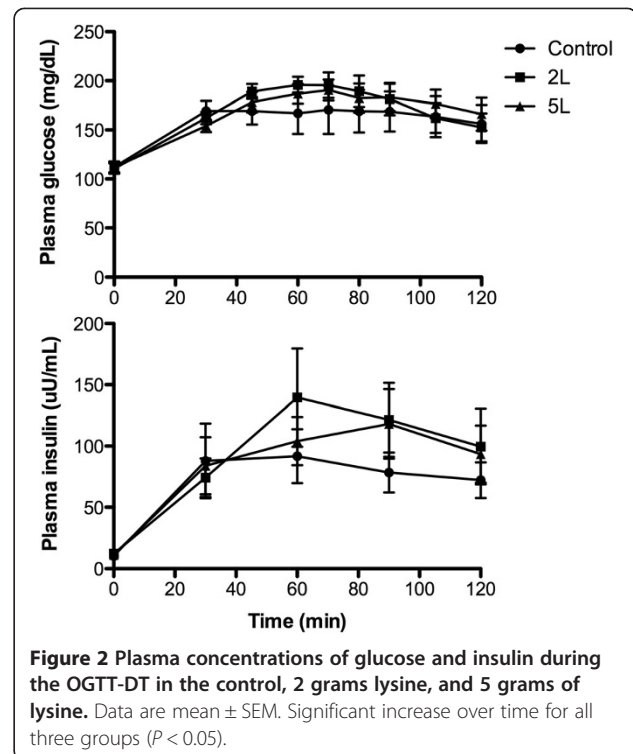 Control
2L
5L
Plasma glucose (mg/dL)
250
200
150
100
50
0
0 20 40 60 80 100 120
Plasma insulin (uU/mL)
200
150
100
50
0
0 20 40 60 80 100 120
Time (min)
Figure 2 Plasma concentrations of glucose and insulin during
the OGTT-DT in the control, 2 grams lysine, and 5 grams of
lysine. Data are mean ± SEM. Significant increase over time for all
three groups (P < 0.05).